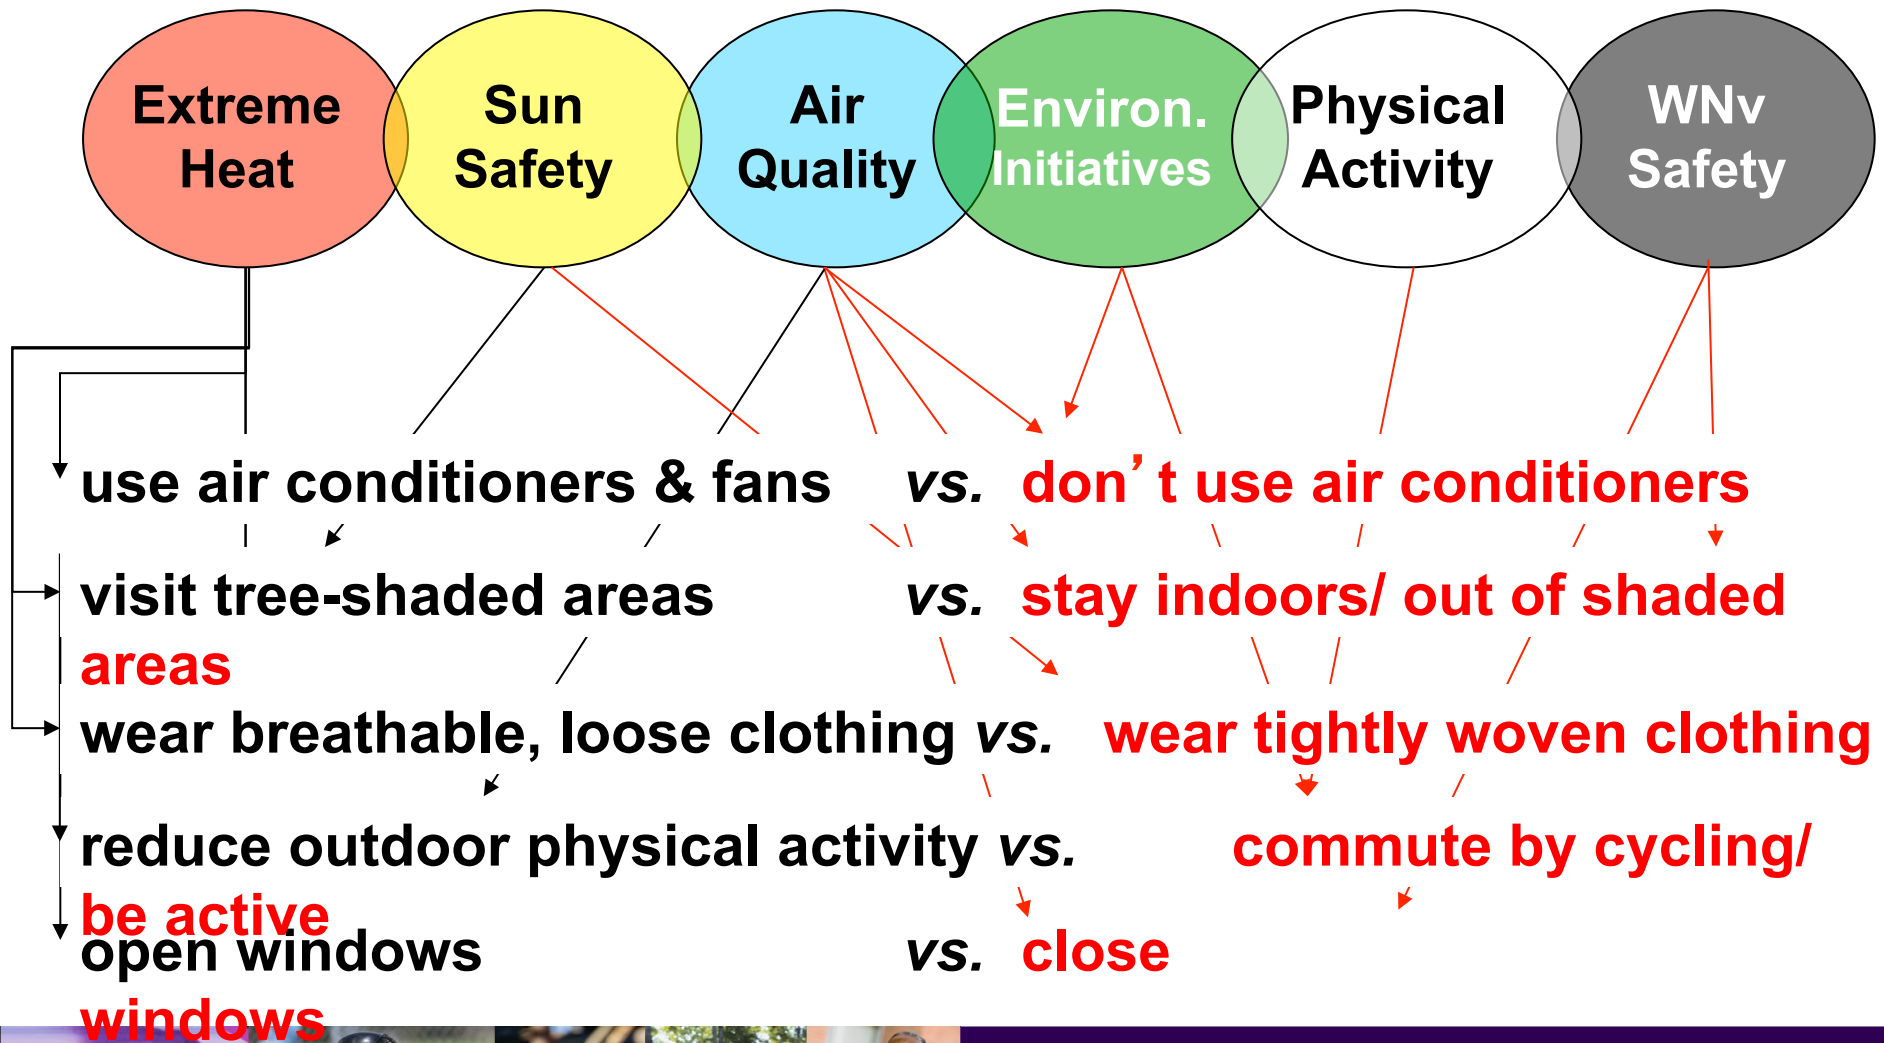 Extreme
Heat
Sun
Safety
Air
Quality
Environ.
Initiatives
Physical
Activity
WNv
Safety
use air conditioners & fans vs. don’t use air conditioners
visit tree-shaded areas vs. stay indoors/ out of shaded
areas
wear breathable, loose clothing vs. wear tightly woven clothing
reduce outdoor physical activity vs. commute by cycling/
be active
open windows vs. close
windows